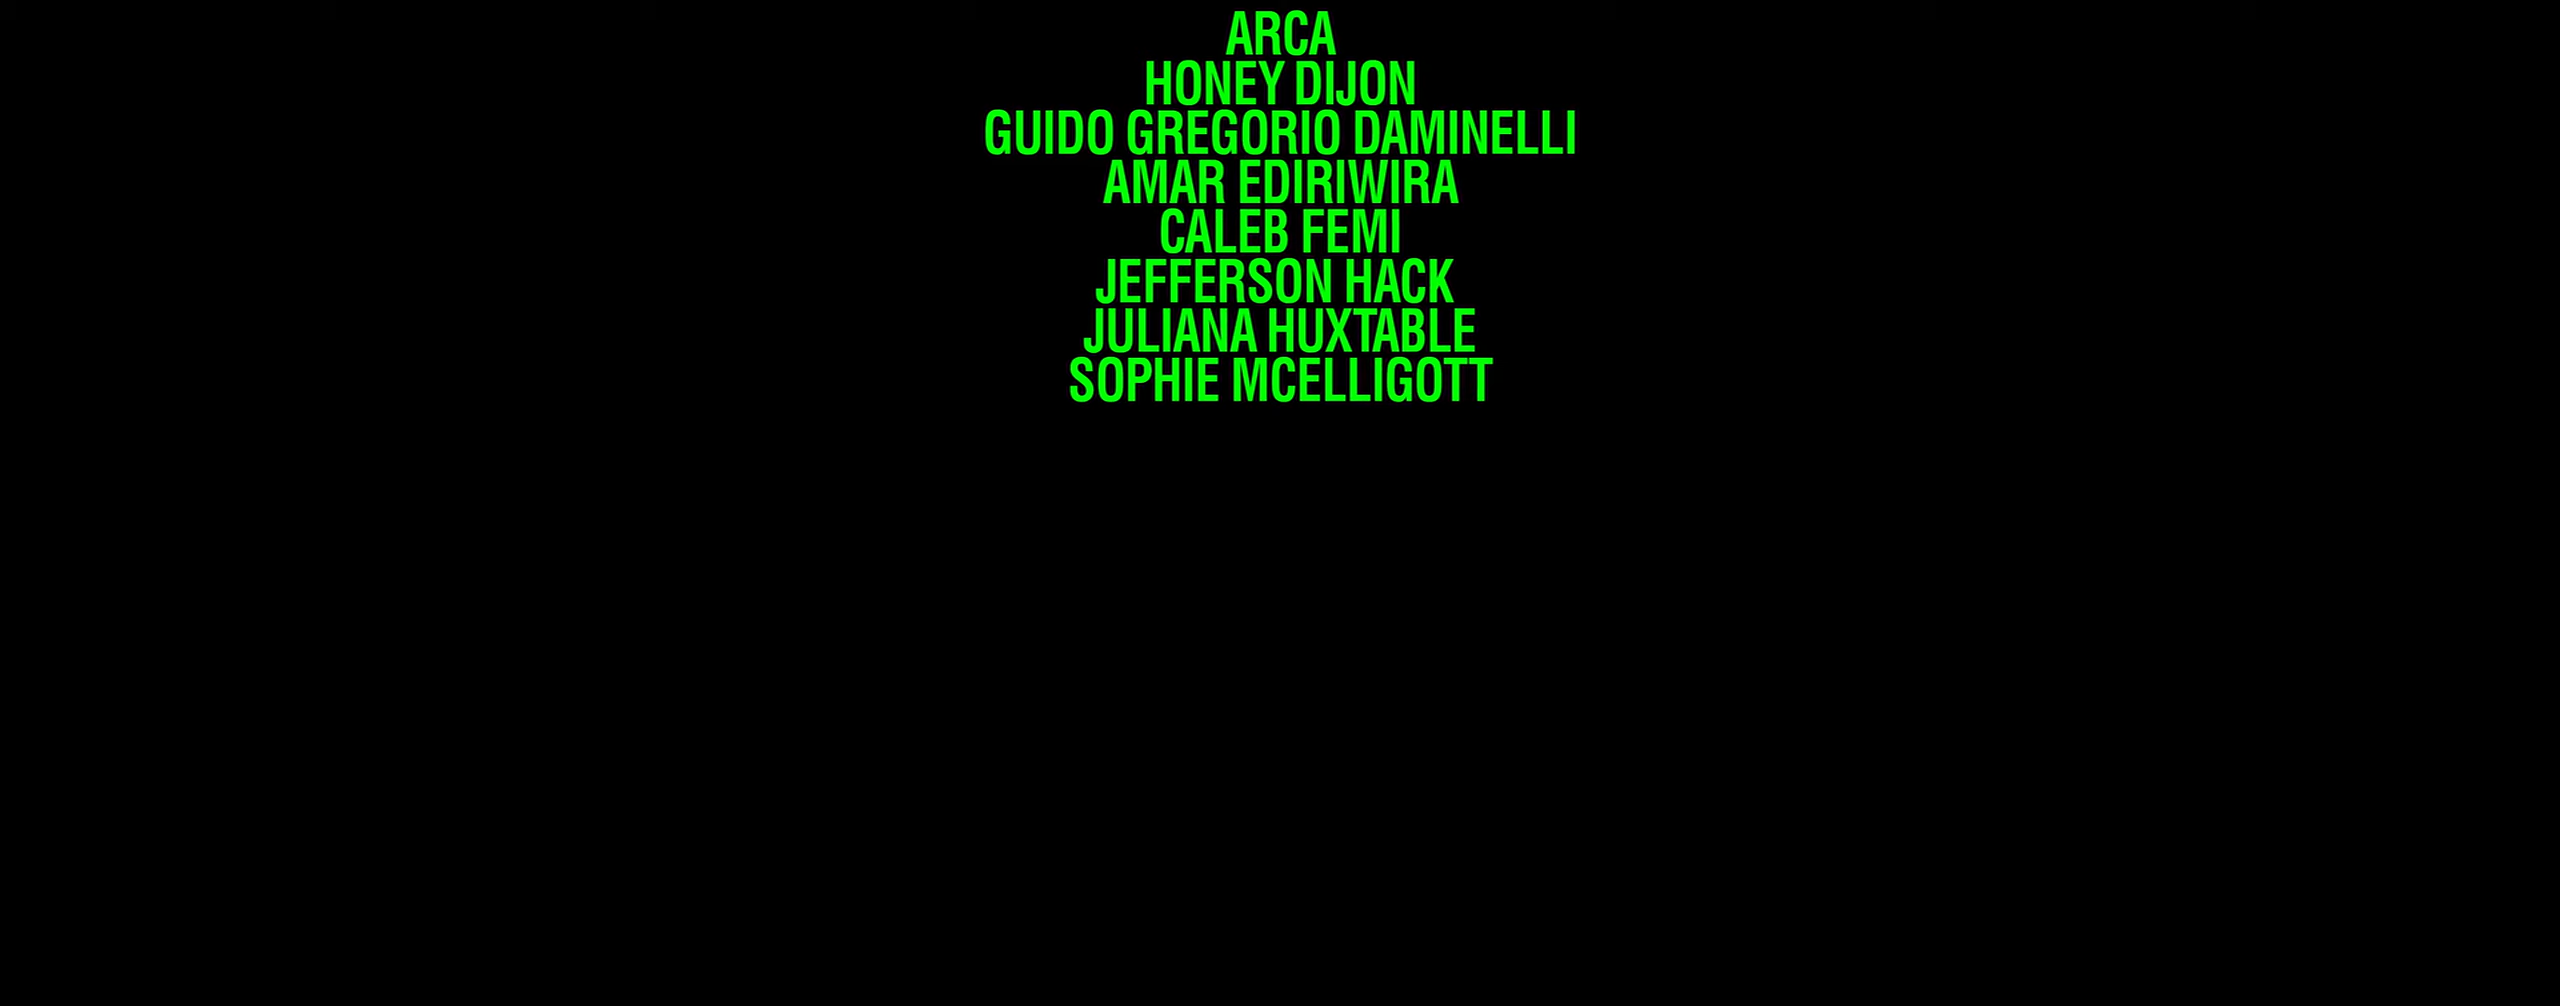 ARCA
HONEY DIJON
GUIDO GREGORIO DAMINELLI
AMAR EDIRIWIRA
CALEB FEMI
JEFFERSON HACK
JULIANA HUXTABLE
SOPHIE MCELLIGOTT